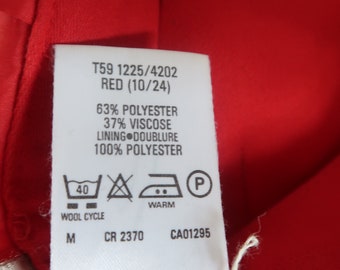 T59 1225/4202
RED (10/24)
63% POLYESTER
37% VISCOSE
LINING●DOUBLURE
100% POLYESTER
40 P
WOOL CYCLE WARM
M CR 2370 CA01295